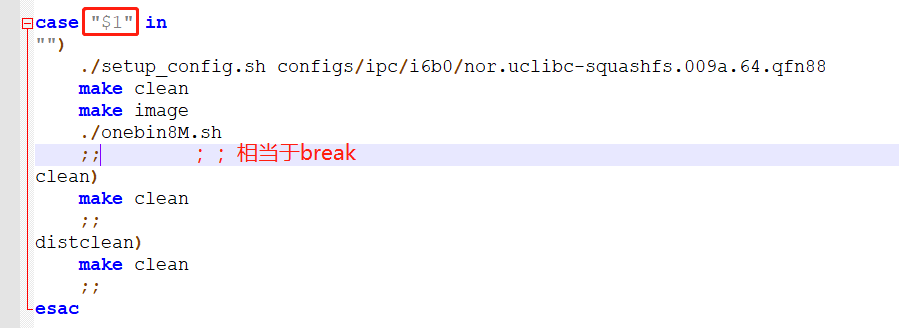 case "$1" in
"")
    ./setup_config.sh configs/ipc/i6b0/nor.uclibc-squashfs.009a.64.qfn88
    make clean
    make image
    ./onebin8M.sh
    ;;        ；；相当于break
clean)
    make clean
    ;;
distclean)
    make clean
    ;;
esac